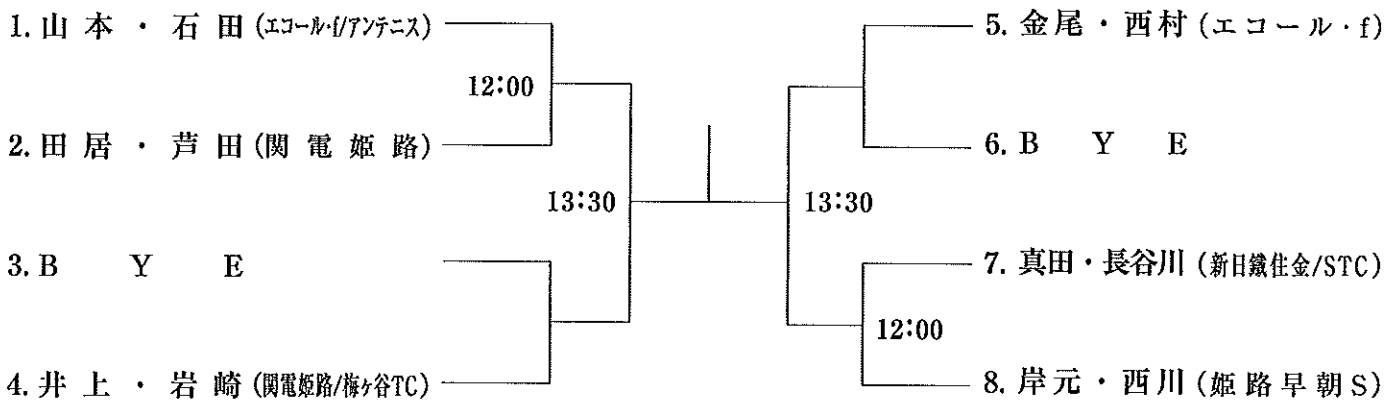 1. 山本・石田 (エコール・f/アンテニス)
12:00
2. 田居・芦田 (関電姫路)
13:30
3. BYE
4. 井上・岩崎 (関電姫路/梅ヶ谷TC)
5. 金尾・西村 (エコール・f)
6. BYE
13:30
7. 真田・長谷川 (新日鐵住金/STC)
12:00
8. 岸元・西川 (姫路早朝S)